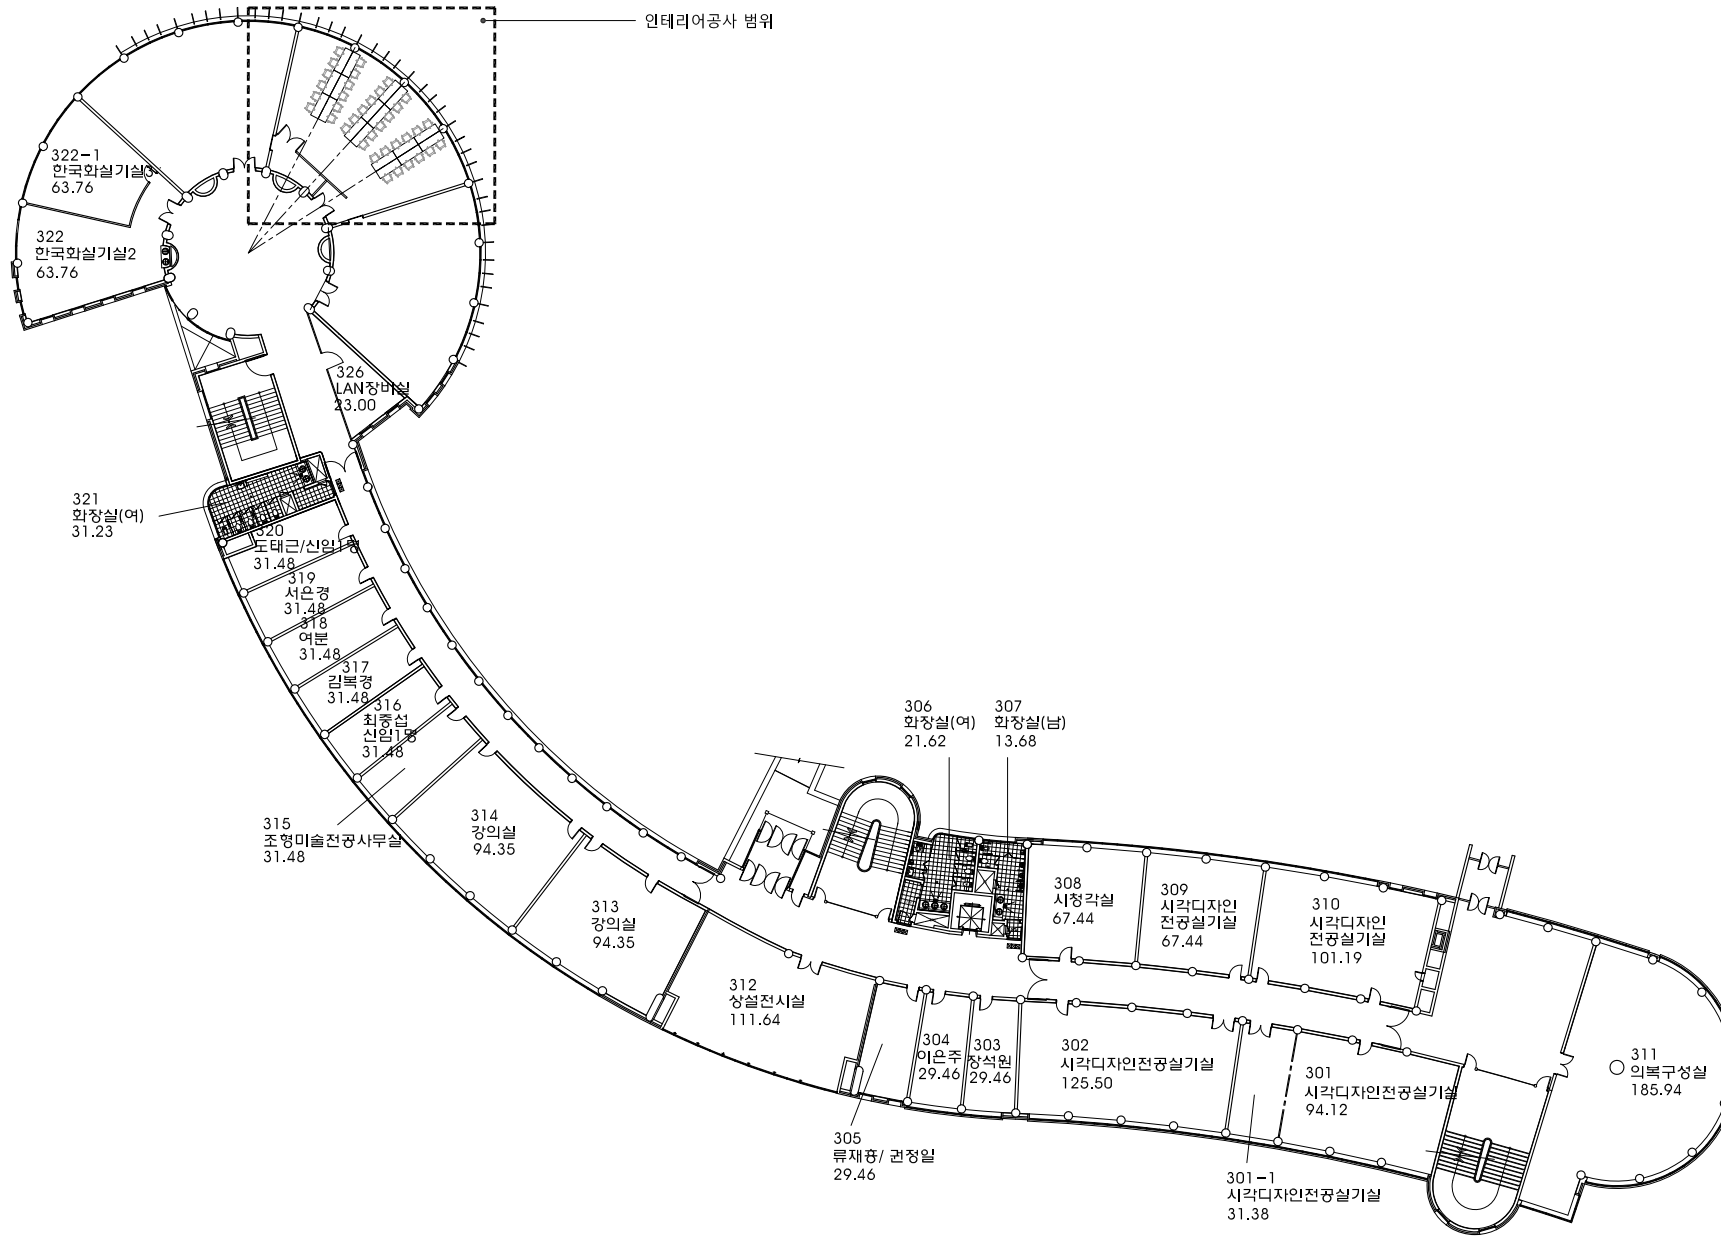 인테리어공사 범위
322-1
한국화실기실3
63.76
322
한국화실기실2
63.76
326
LAN장비실
23.00
321
화장실(여)
31.23
320
도태근/신임1명
31.48
319
서은경
31.48
318
여분
31.48
317
김복경
31.48
316
최중섭
신임1명
31.48
315
조형미술전공사무실
31.48
314
강의실
94.35
313
강의실
94.35
312
상설전시실
111.64
306
화장실(여)
21.62
307
화장실(남)
13.68
308
시청각실
67.44
309
시각디자인
전공실기실
67.44
310
시각디자인
전공실기실
101.19
304
이은주
29.46
303
장석원
29.46
302
시각디자인전공실기실
125.50
301
시각디자인전공실기실
94.12
311
의복구성실
185.94
305
류재흥/ 권정일
29.46
301-1
시각디자인전공실기실
31.38